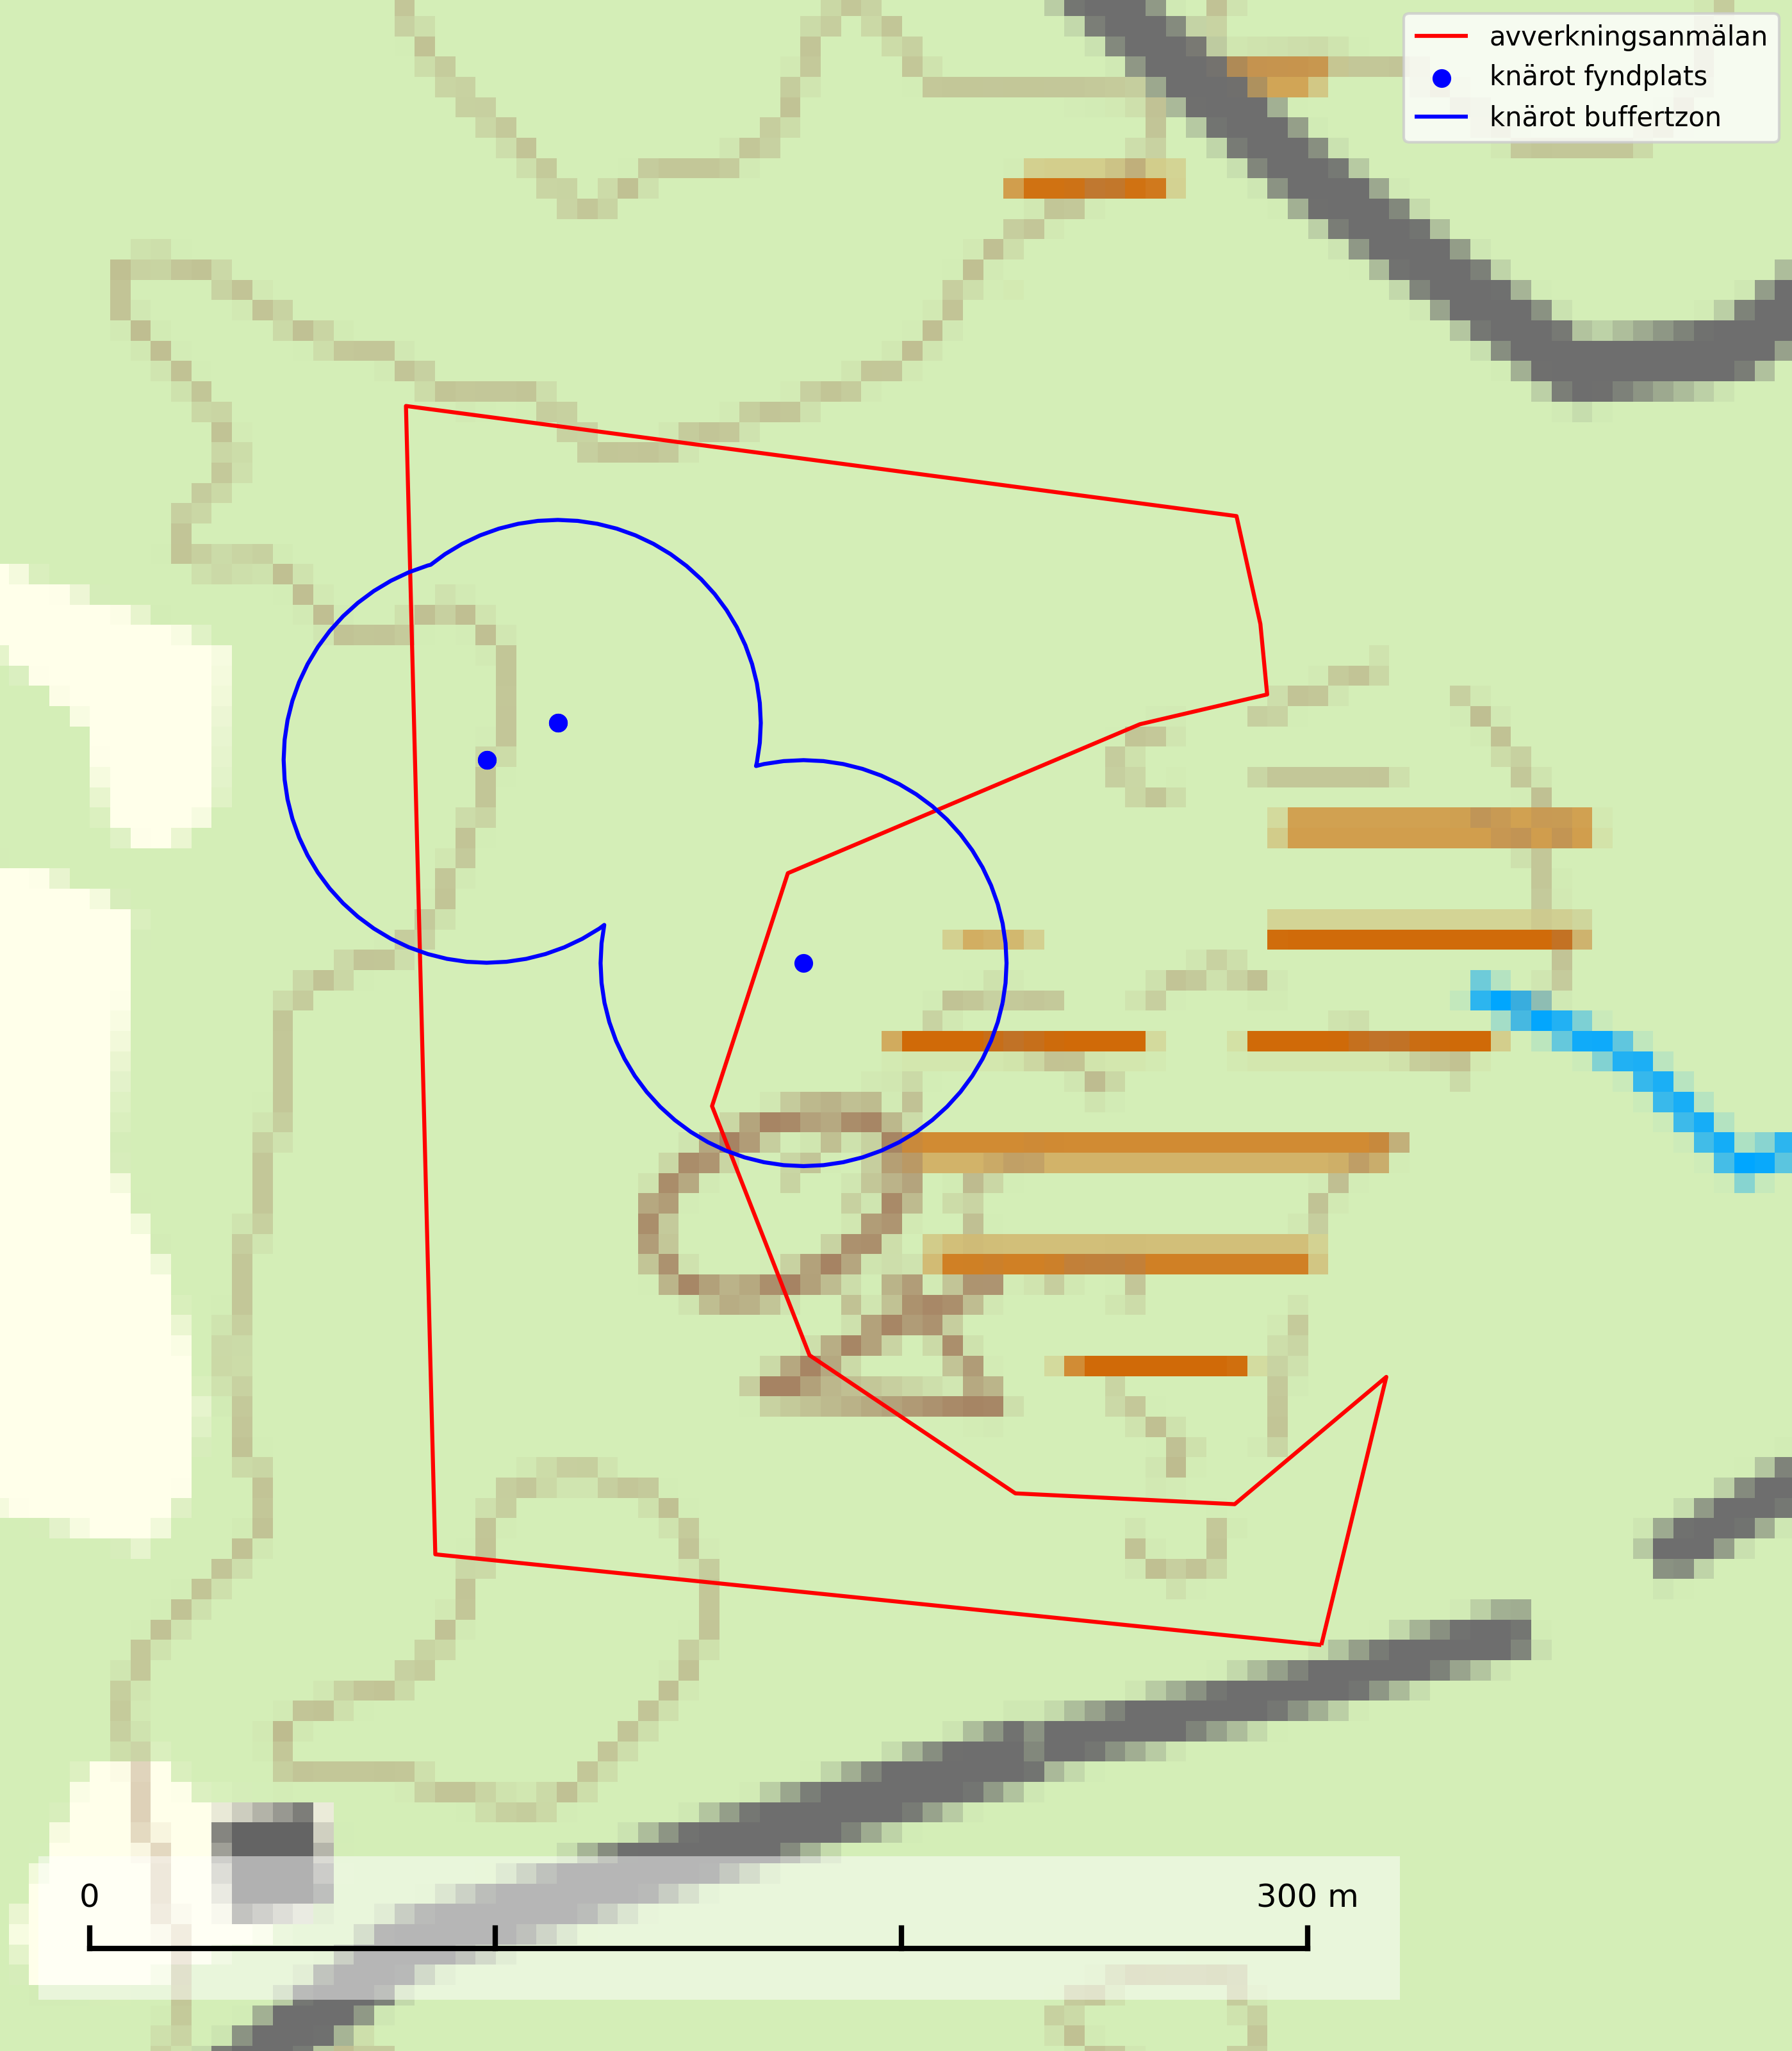 avverkningsanmälan
knärot fyndplats
knärot buffertzon
0 300 m